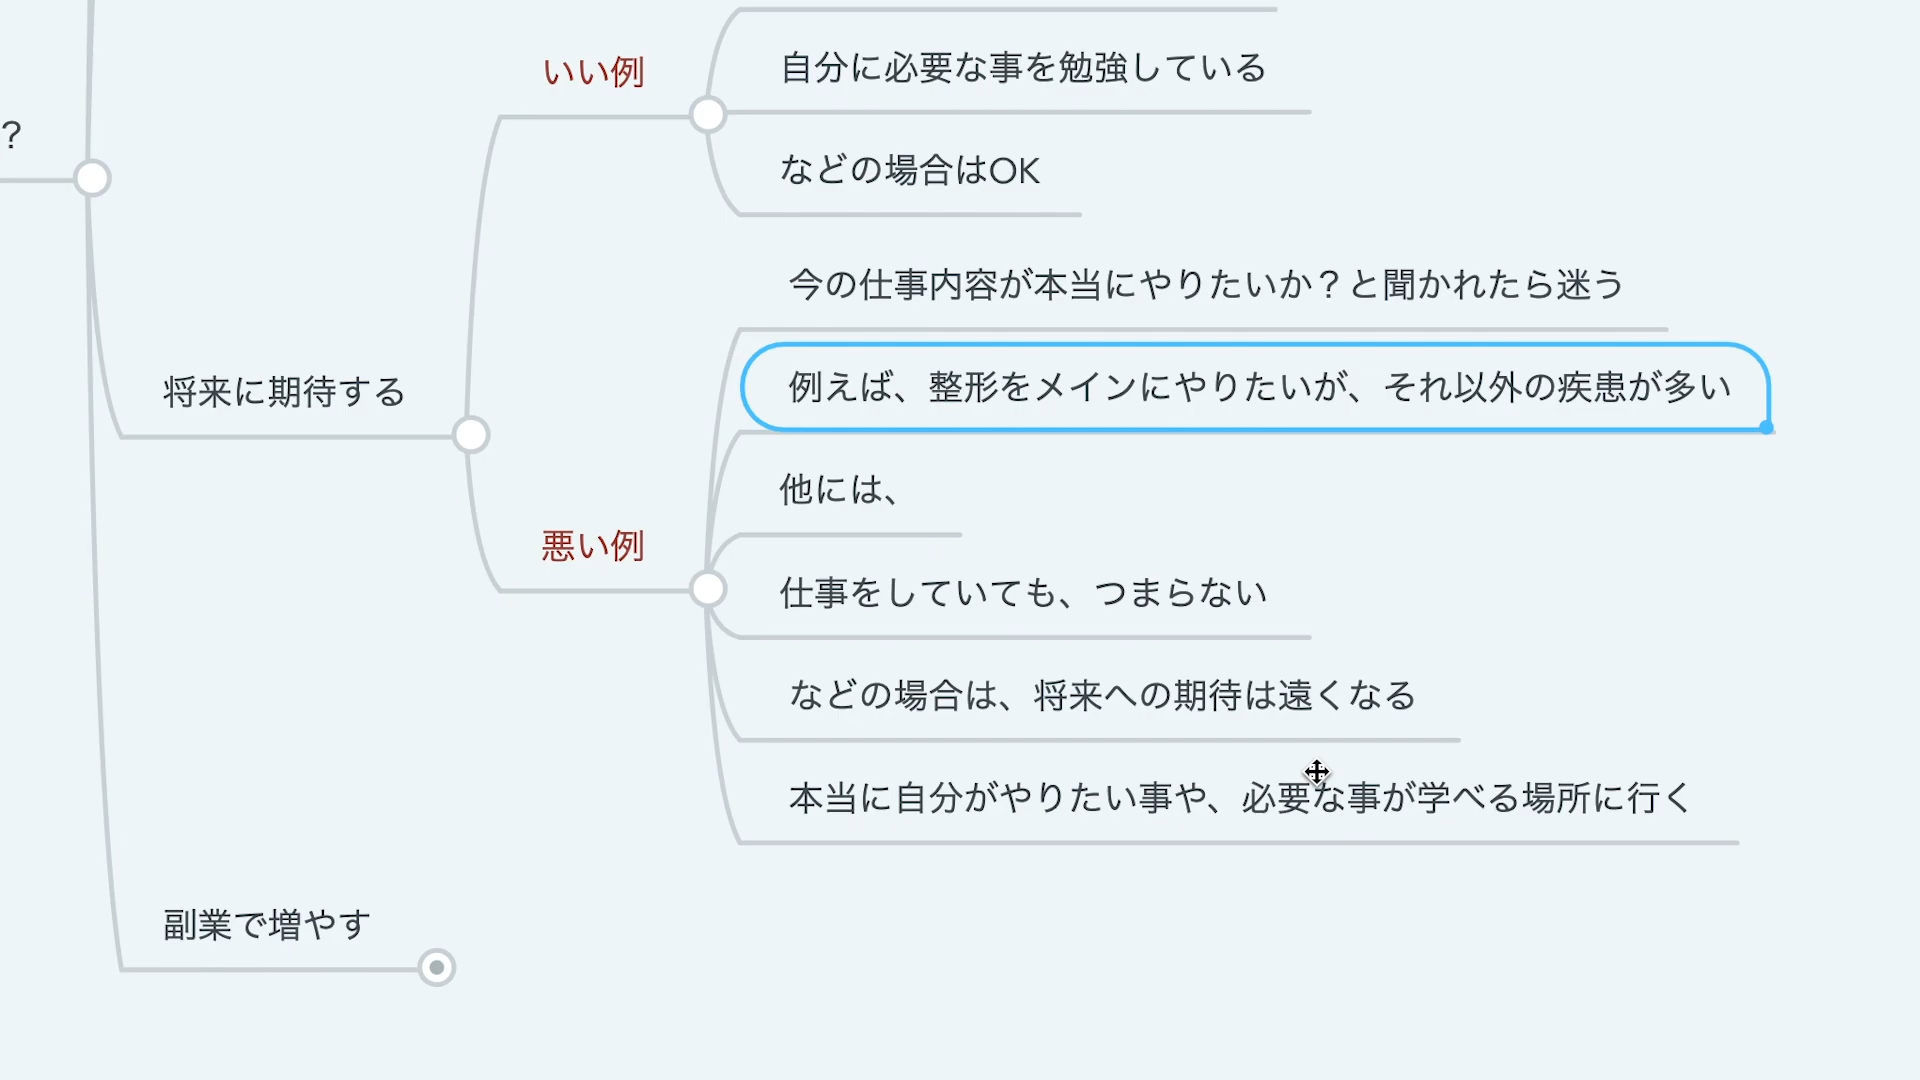 ?
将来に期待する
いい例
自分に必要な事を勉強している
などの場合はOK
悪い例
今の仕事内容が本当にやりたいか？と聞かれたら迷う
例えば、整形をメインにやりたいが、それ以外の疾患が多い
他には、
仕事をしていても、つまらない
などの場合は、将来への期待は遠くなる
本当に自分がやりたい事や、必要な事が学べる場所に行く
副業で増やす